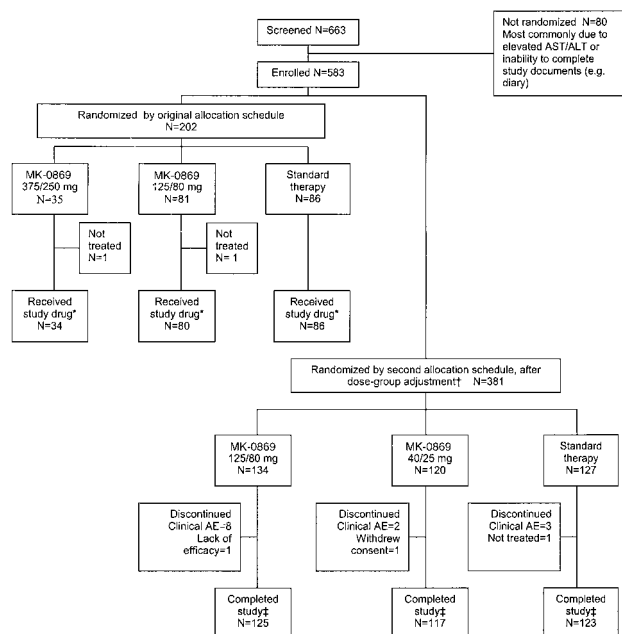 Screened N=663
Not randomized N=80
Most commonly due to
elevated AST/ALT or
inability to complete
study documents (e.g.
diary)
Enrolled N=583
Randomized by original allocation schedule
N=202
MK-0869
375/250 mg
N=35
MK-0869
125/80 mg
N=81
Standard
therapy
N=86
Not
treated
N=1
Not
treated
N= 1
Received
study drug*
N=34
Received
study drug*
N=80
Received
study drug*
N=86
Randomized by second allocation schedule, after
dose-group adjustment† N=381
MK-0869
125/80 mg
N=134
MK-0869
40/25 mg
N=120
Standard
therapy
N=127
Discontinued
Clinical AE=8
Lack of
efficacy=1
Discontinued
Clinical AE=2
Withdrew
consent=1
Discontinued
Clinical AE=3
Not treated=1
Completed
study‡
N=125
Completed
study‡
N=117
Completed
study‡
N=123